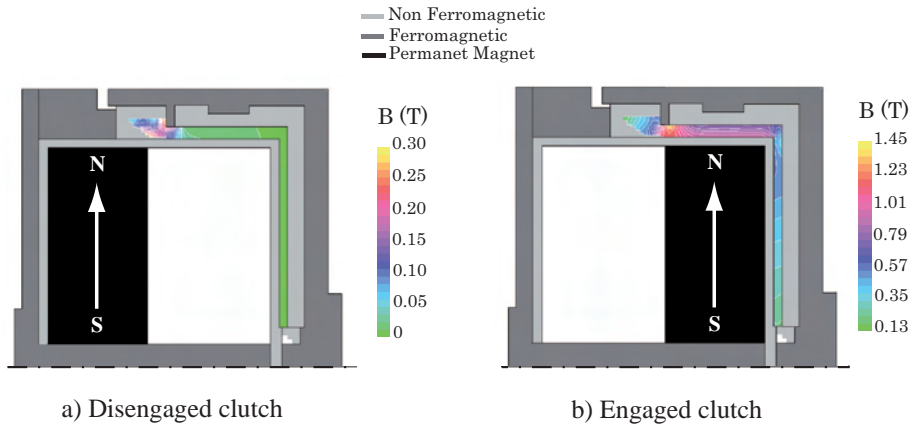 Non Ferromagnetic
Ferromagnetic
Permanet Magnet
B (T)
0.30
0.25
0.20
0.15
0.10
0.05
0
N
S
a) Disengaged clutch
B (T)
1.45
1.23
1.01
0.79
0.57
0.35
0.13
N
S
b) Engaged clutch